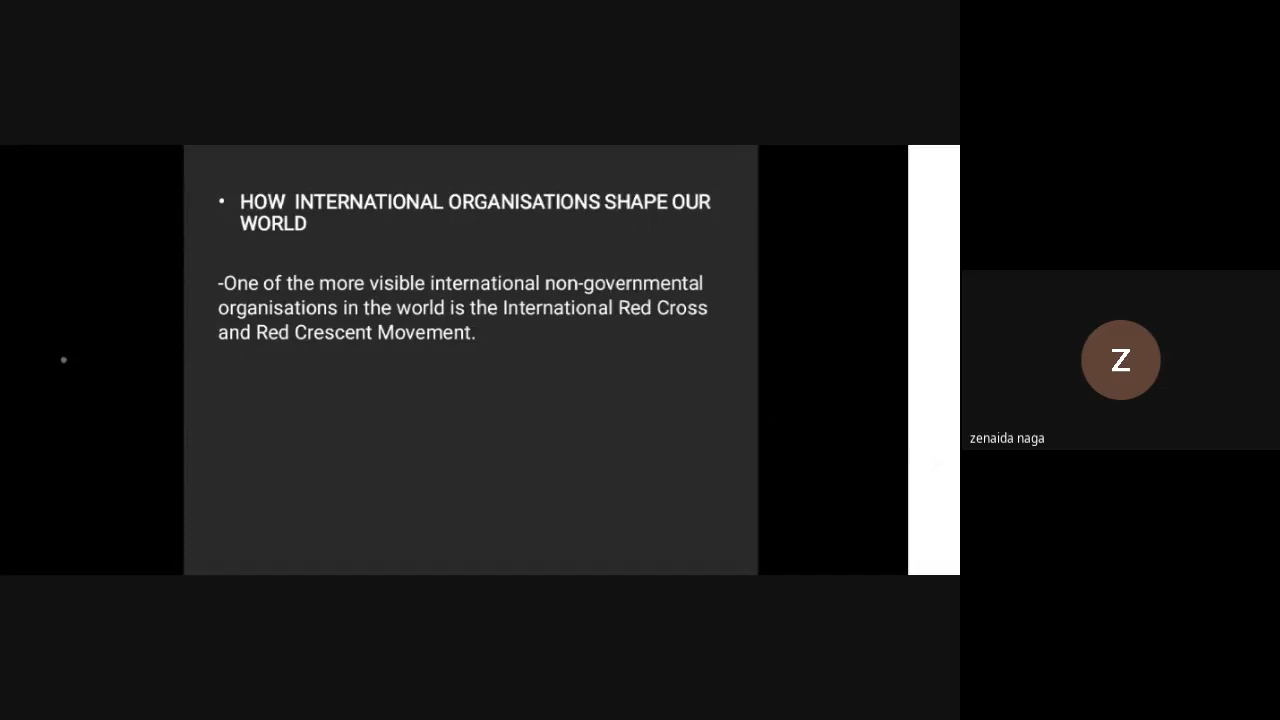 • HOW  INTERNATIONAL ORGANISATIONS SHAPE OUR
WORLD
-One of the more visible international non-governmental
organisations in the world is the International Red Cross
and Red Crescent Movement.
Z
zenaida naga